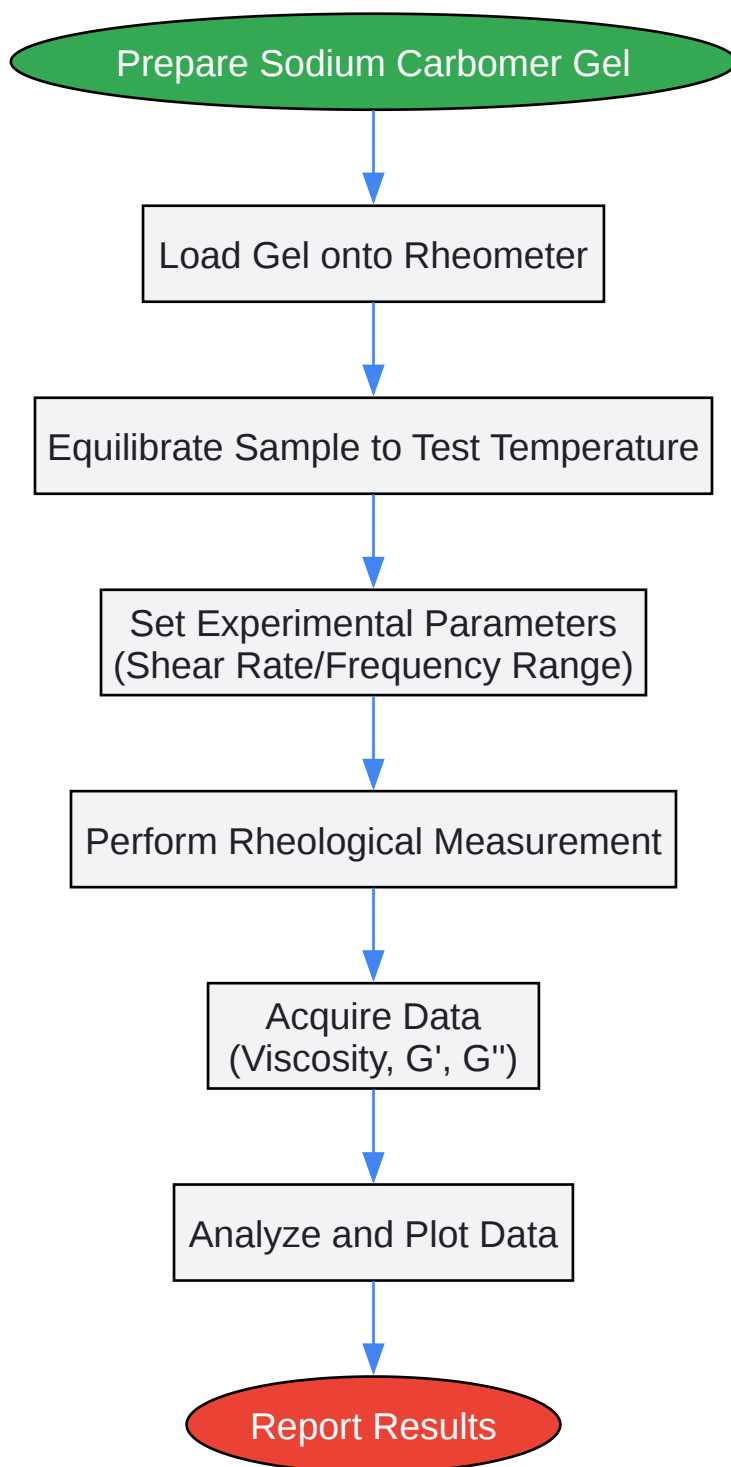 Prepare Sodium Carbomer Gel
Load Gel onto Rheometer
Equilibrate Sample to Test Temperature
Set Experimental Parameters
(Shear Rate/Frequency Range)
Perform Rheological Measurement
Acquire Data
(Viscosity, G', G'')
Analyze and Plot Data
Report Results